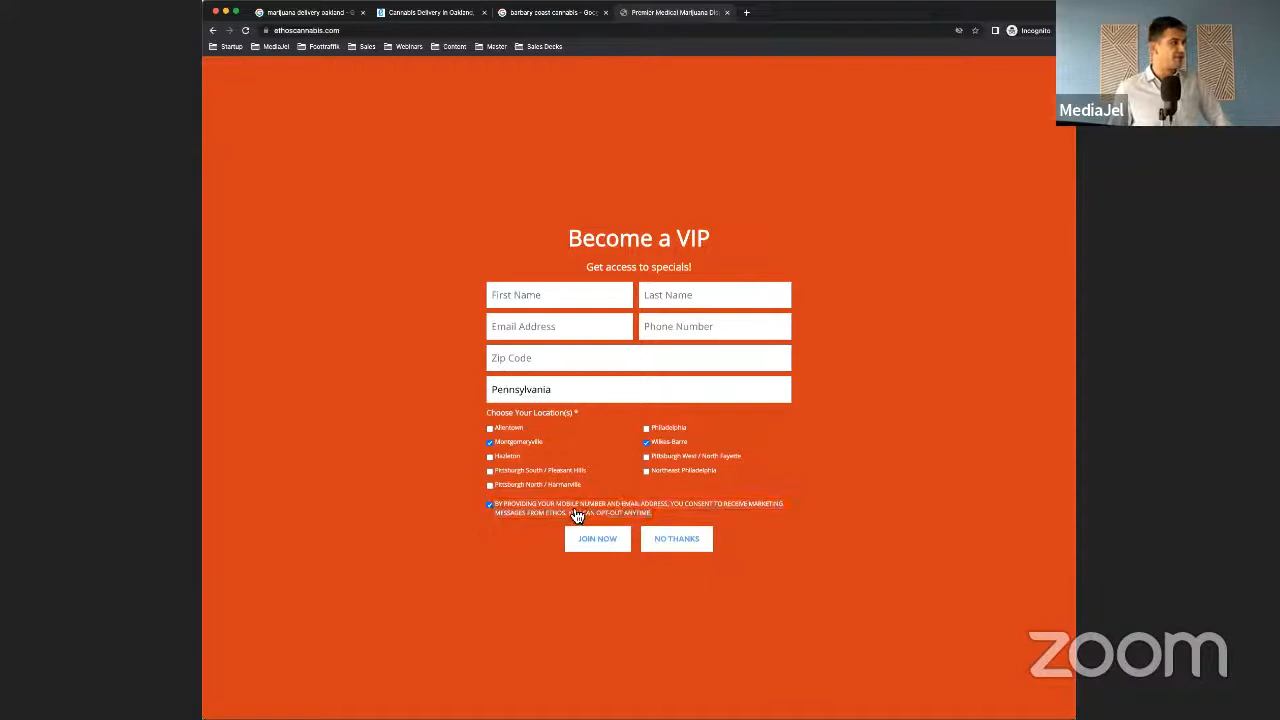 marijuana delivery oakland - G
Cannabis Delivery in Oakland,
barbary coast cannabis - Goog
Premier Medical Marijuana Dis
ethoscannabis.com
Incognito
Startup
MediaJel
Foottraffik
Sales
Webinars
Content
Master
Sales Decks
MediaJel
Become a VIP
Get access to specials!
First Name
Last Name
Email Address
Phone Number
Zip Code
Pennsylvania
Choose Your Location(s) *
Allentown
Philadelphia
Montgomeryville
Wilkes-Barre
Hazleton
Pittsburgh West / North Fayette
Pittsburgh South / Pleasant Hills
Northeast Philadelphia
Pittsburgh North / Harmarville
BY PROVIDING YOUR MOBILE NUMBER AND EMAIL ADDRESS, YOU CONSENT TO RECEIVE MARKETING
MESSAGES FROM ETHOS. OPT-OUT ANYTIME.
JOIN NOW
NO THANKS
zoom